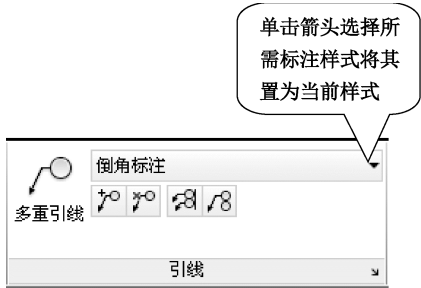 单击箭头选择所
需标注样式将其
置为当前样式
倒角标注
多重引线
引线